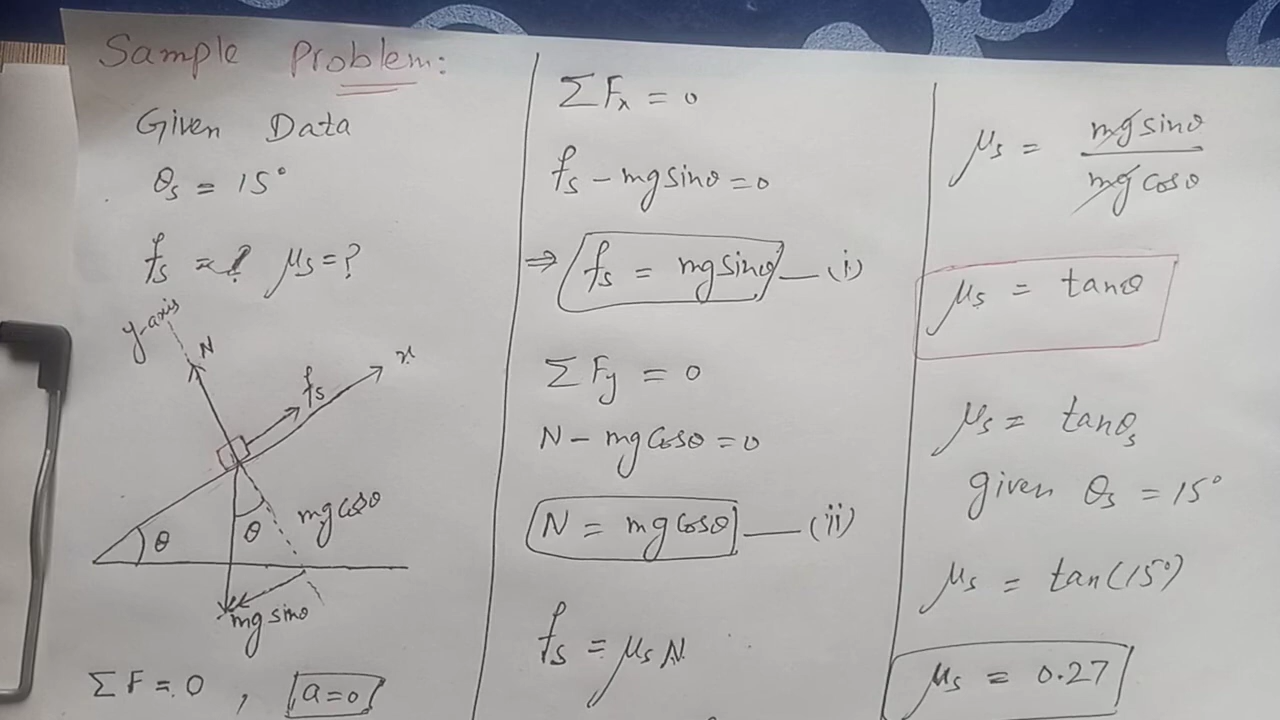 Sample Problem:
Given Data
θs = 15°
fs = ? μs = ?
y-axis
N
fs
x
θ
θ
mg cosθ
mg sinθ
ΣF = 0 , a=0
ΣFx = 0
fs - mg sinθ = 0
⇒ fs = mg sinθ — (i)
ΣFy = 0
N - mg cosθ = 0
N = mg cosθ — (ii)
fs = μs N
μs = mg sinθ / mg cosθ
μs = tanθ
μs = tanθs
given θs = 15°
μs = tan(15°)
μs = 0.27